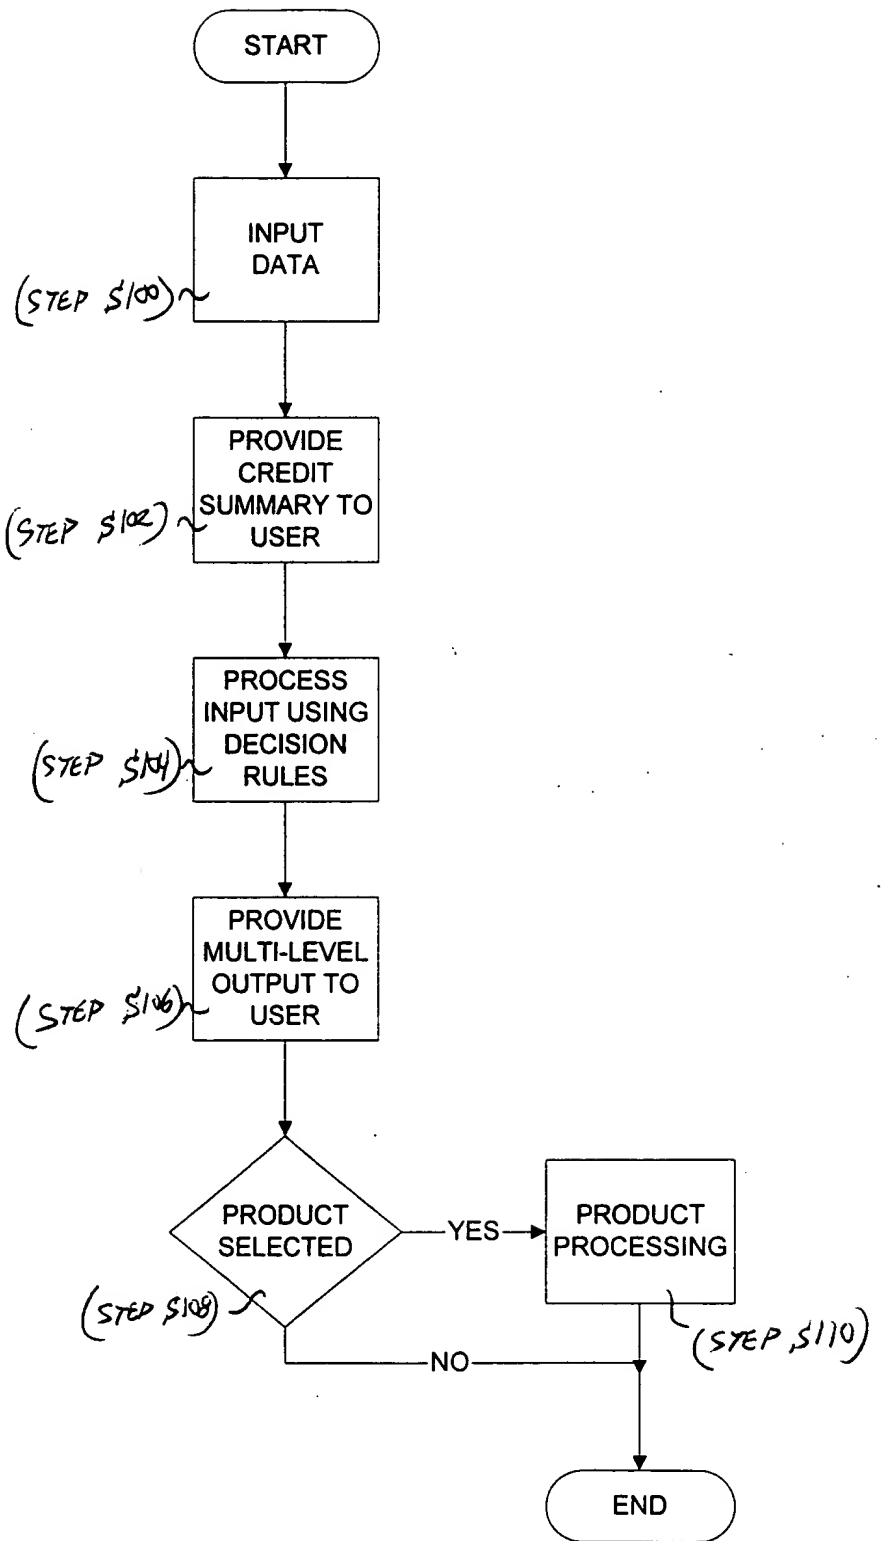 START
INPUT
DATA
(STEP S100)
PROVIDE
CREDIT
SUMMARY TO
USER
(STEP S102)
PROCESS
INPUT USING
DECISION
RULES
(STEP S104)
PROVIDE
MULTI-LEVEL
OUTPUT TO
USER
(STEP S106)
PRODUCT
SELECTED
YES
PRODUCT
PROCESSING
(STEP S108)
(STEP S110)
NO
END